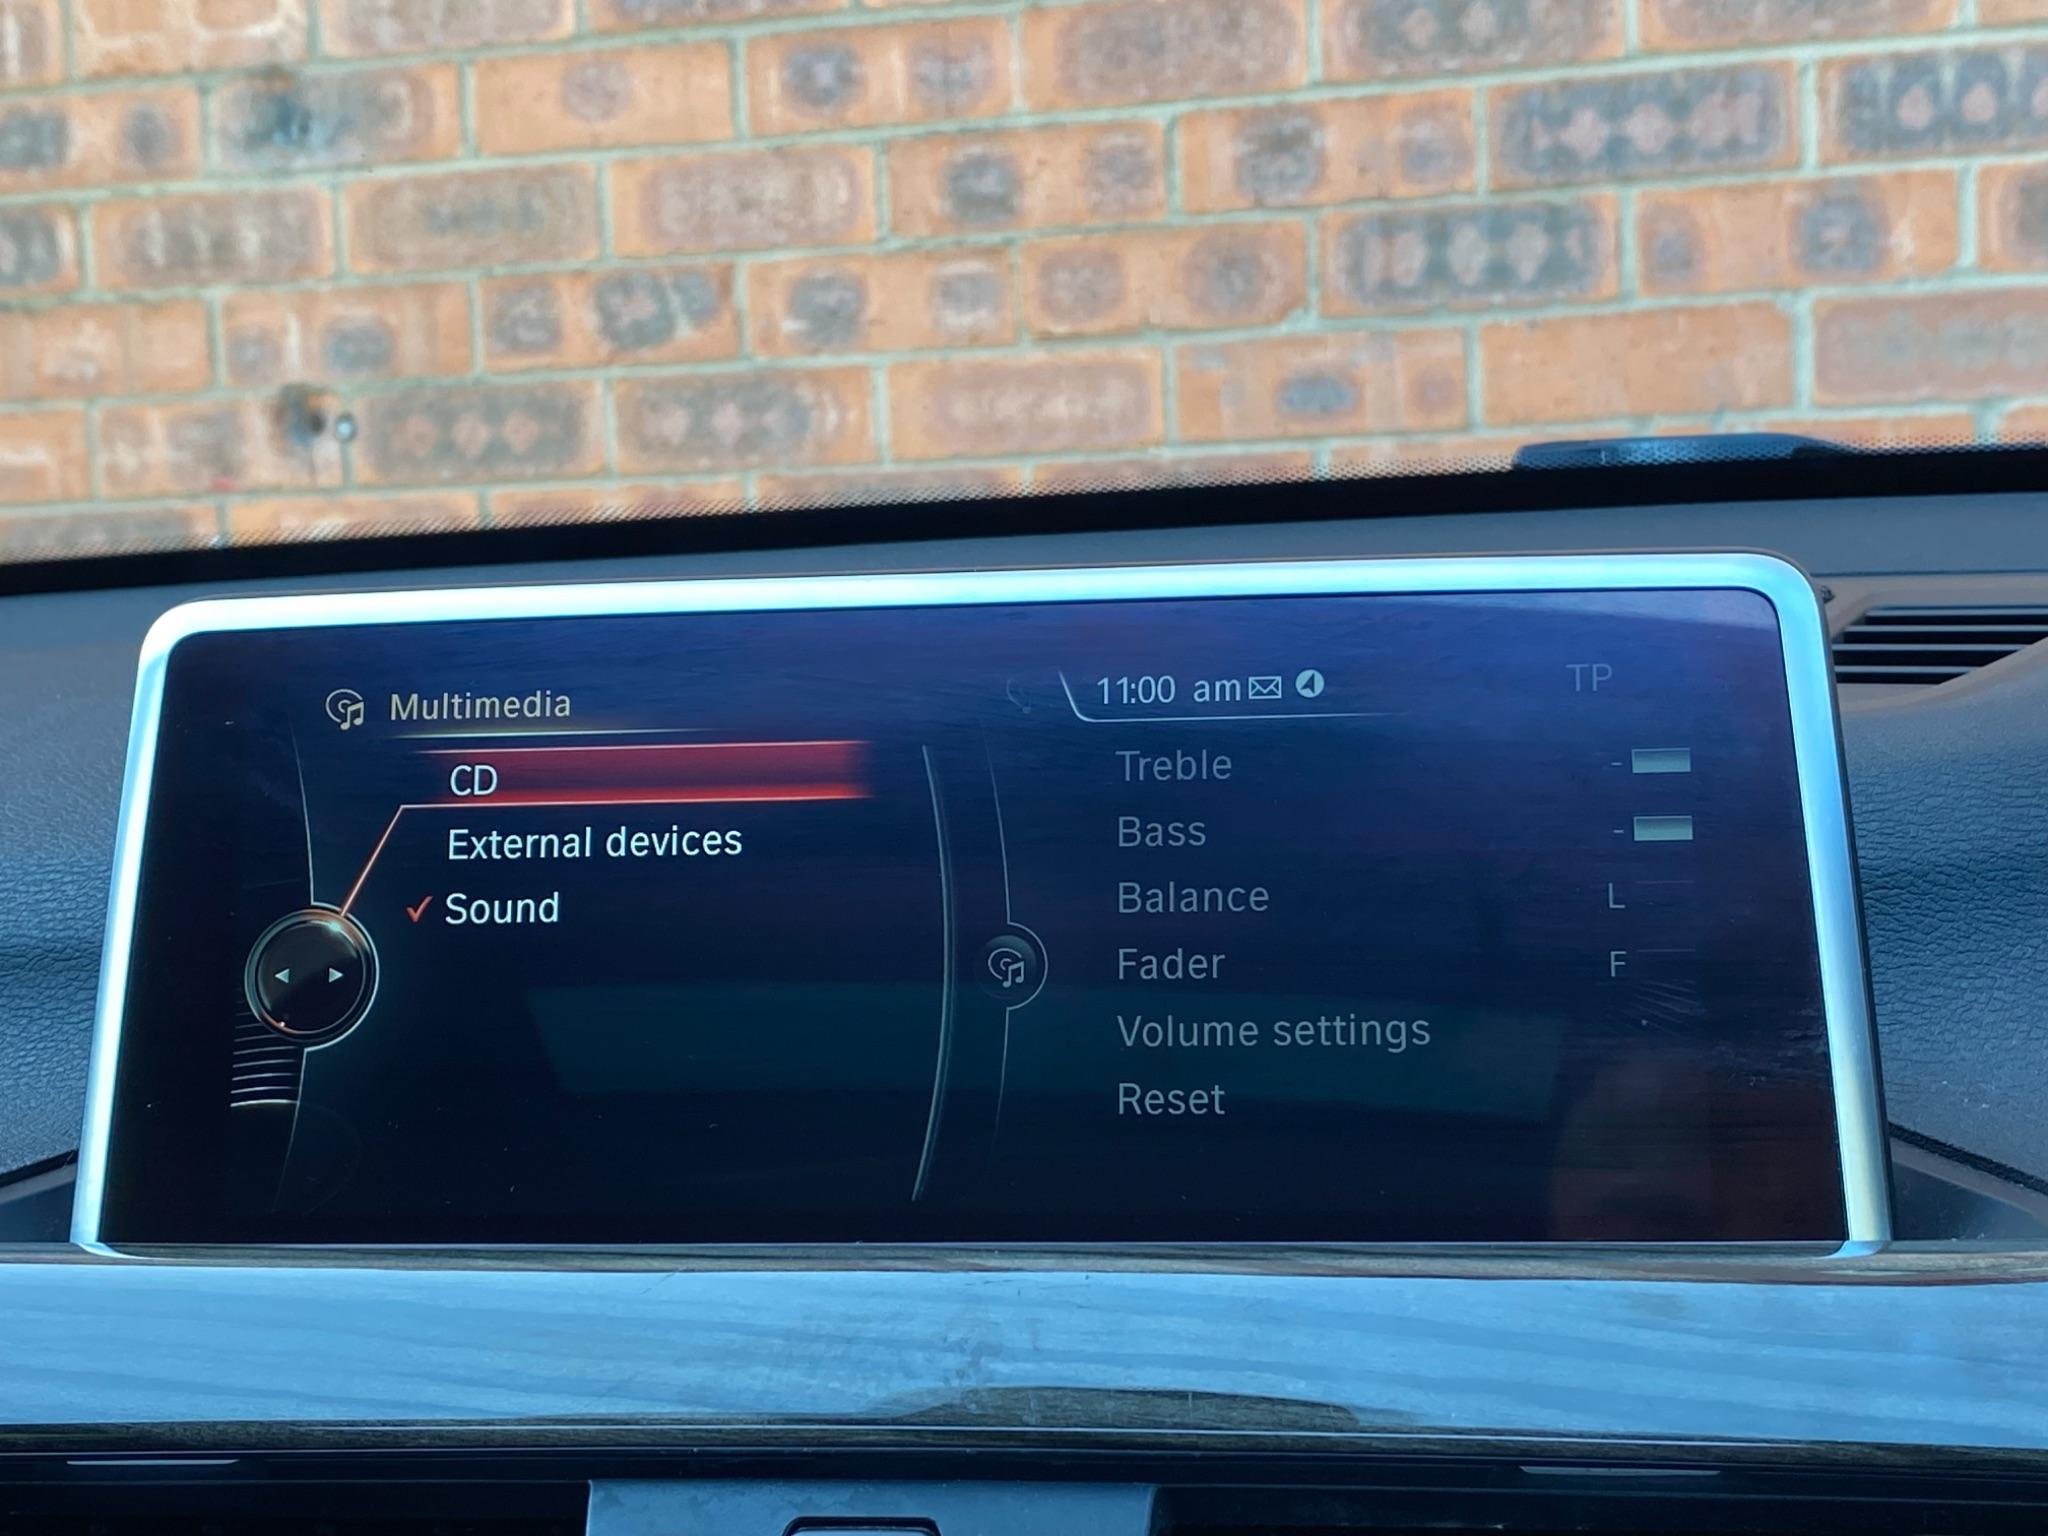 Multimedia
CD
External devices
✓ Sound
11:00 am
TP
Treble -
Bass -
Balance L
Fader F
Volume settings
Reset